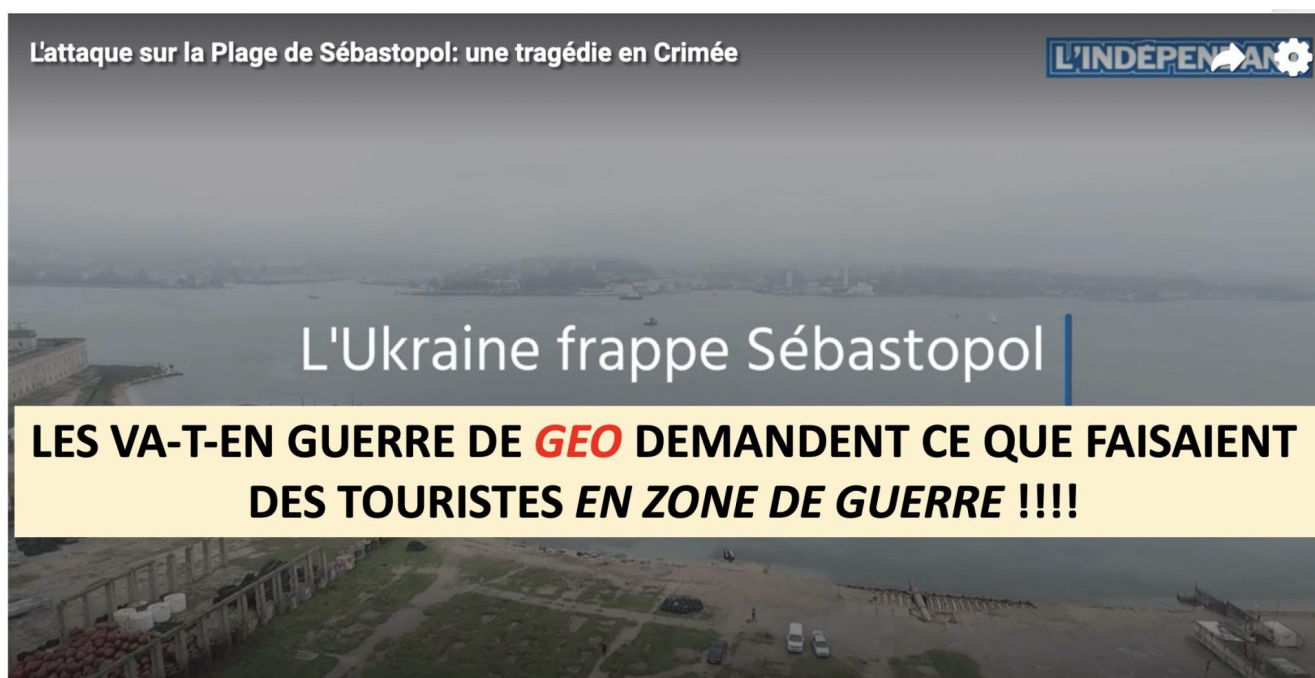 L'attaque sur la Plage de Sébastopol: une tragédie en Crimée
L'INDÉPENDANT
L'Ukraine frappe Sébastopol
LES VA-T-EN GUERRE DE GEO DEMANDENT CE QUE FAISAIENT
DES TOURISTES EN ZONE DE GUERRE !!!!